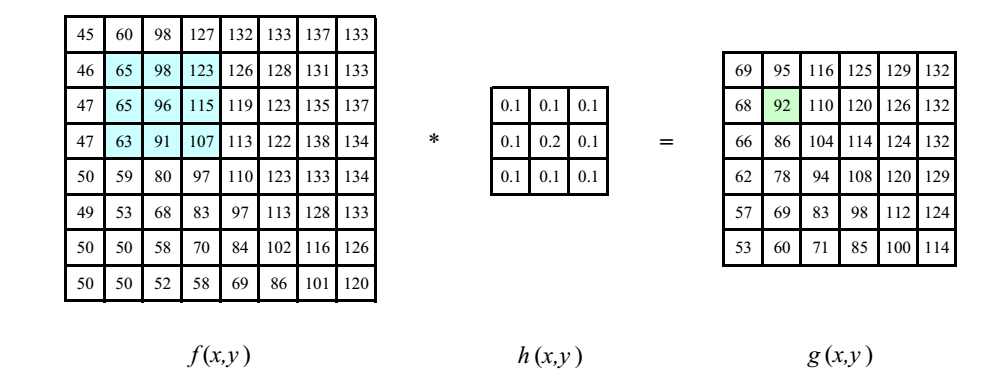 45 60 98 127 132 133 137 133
46 65 98 123 126 128 131 133
47 65 96 115 119 123 135 137
47 63 91 107 113 122 138 134
50 59 80 97 110 123 133 134
49 53 68 83 97 113 128 133
50 50 58 70 84 102 116 126
50 50 52 58 69 86 101 120
*
0.1 0.1 0.1
0.1 0.2 0.1
0.1 0.1 0.1
=
69 95 116 125 129 132
68 92 110 120 126 132
66 86 104 114 124 132
62 78 94 108 120 129
57 69 83 98 112 124
53 60 71 85 100 114
f(x,y)
h(x,y)
g(x,y)